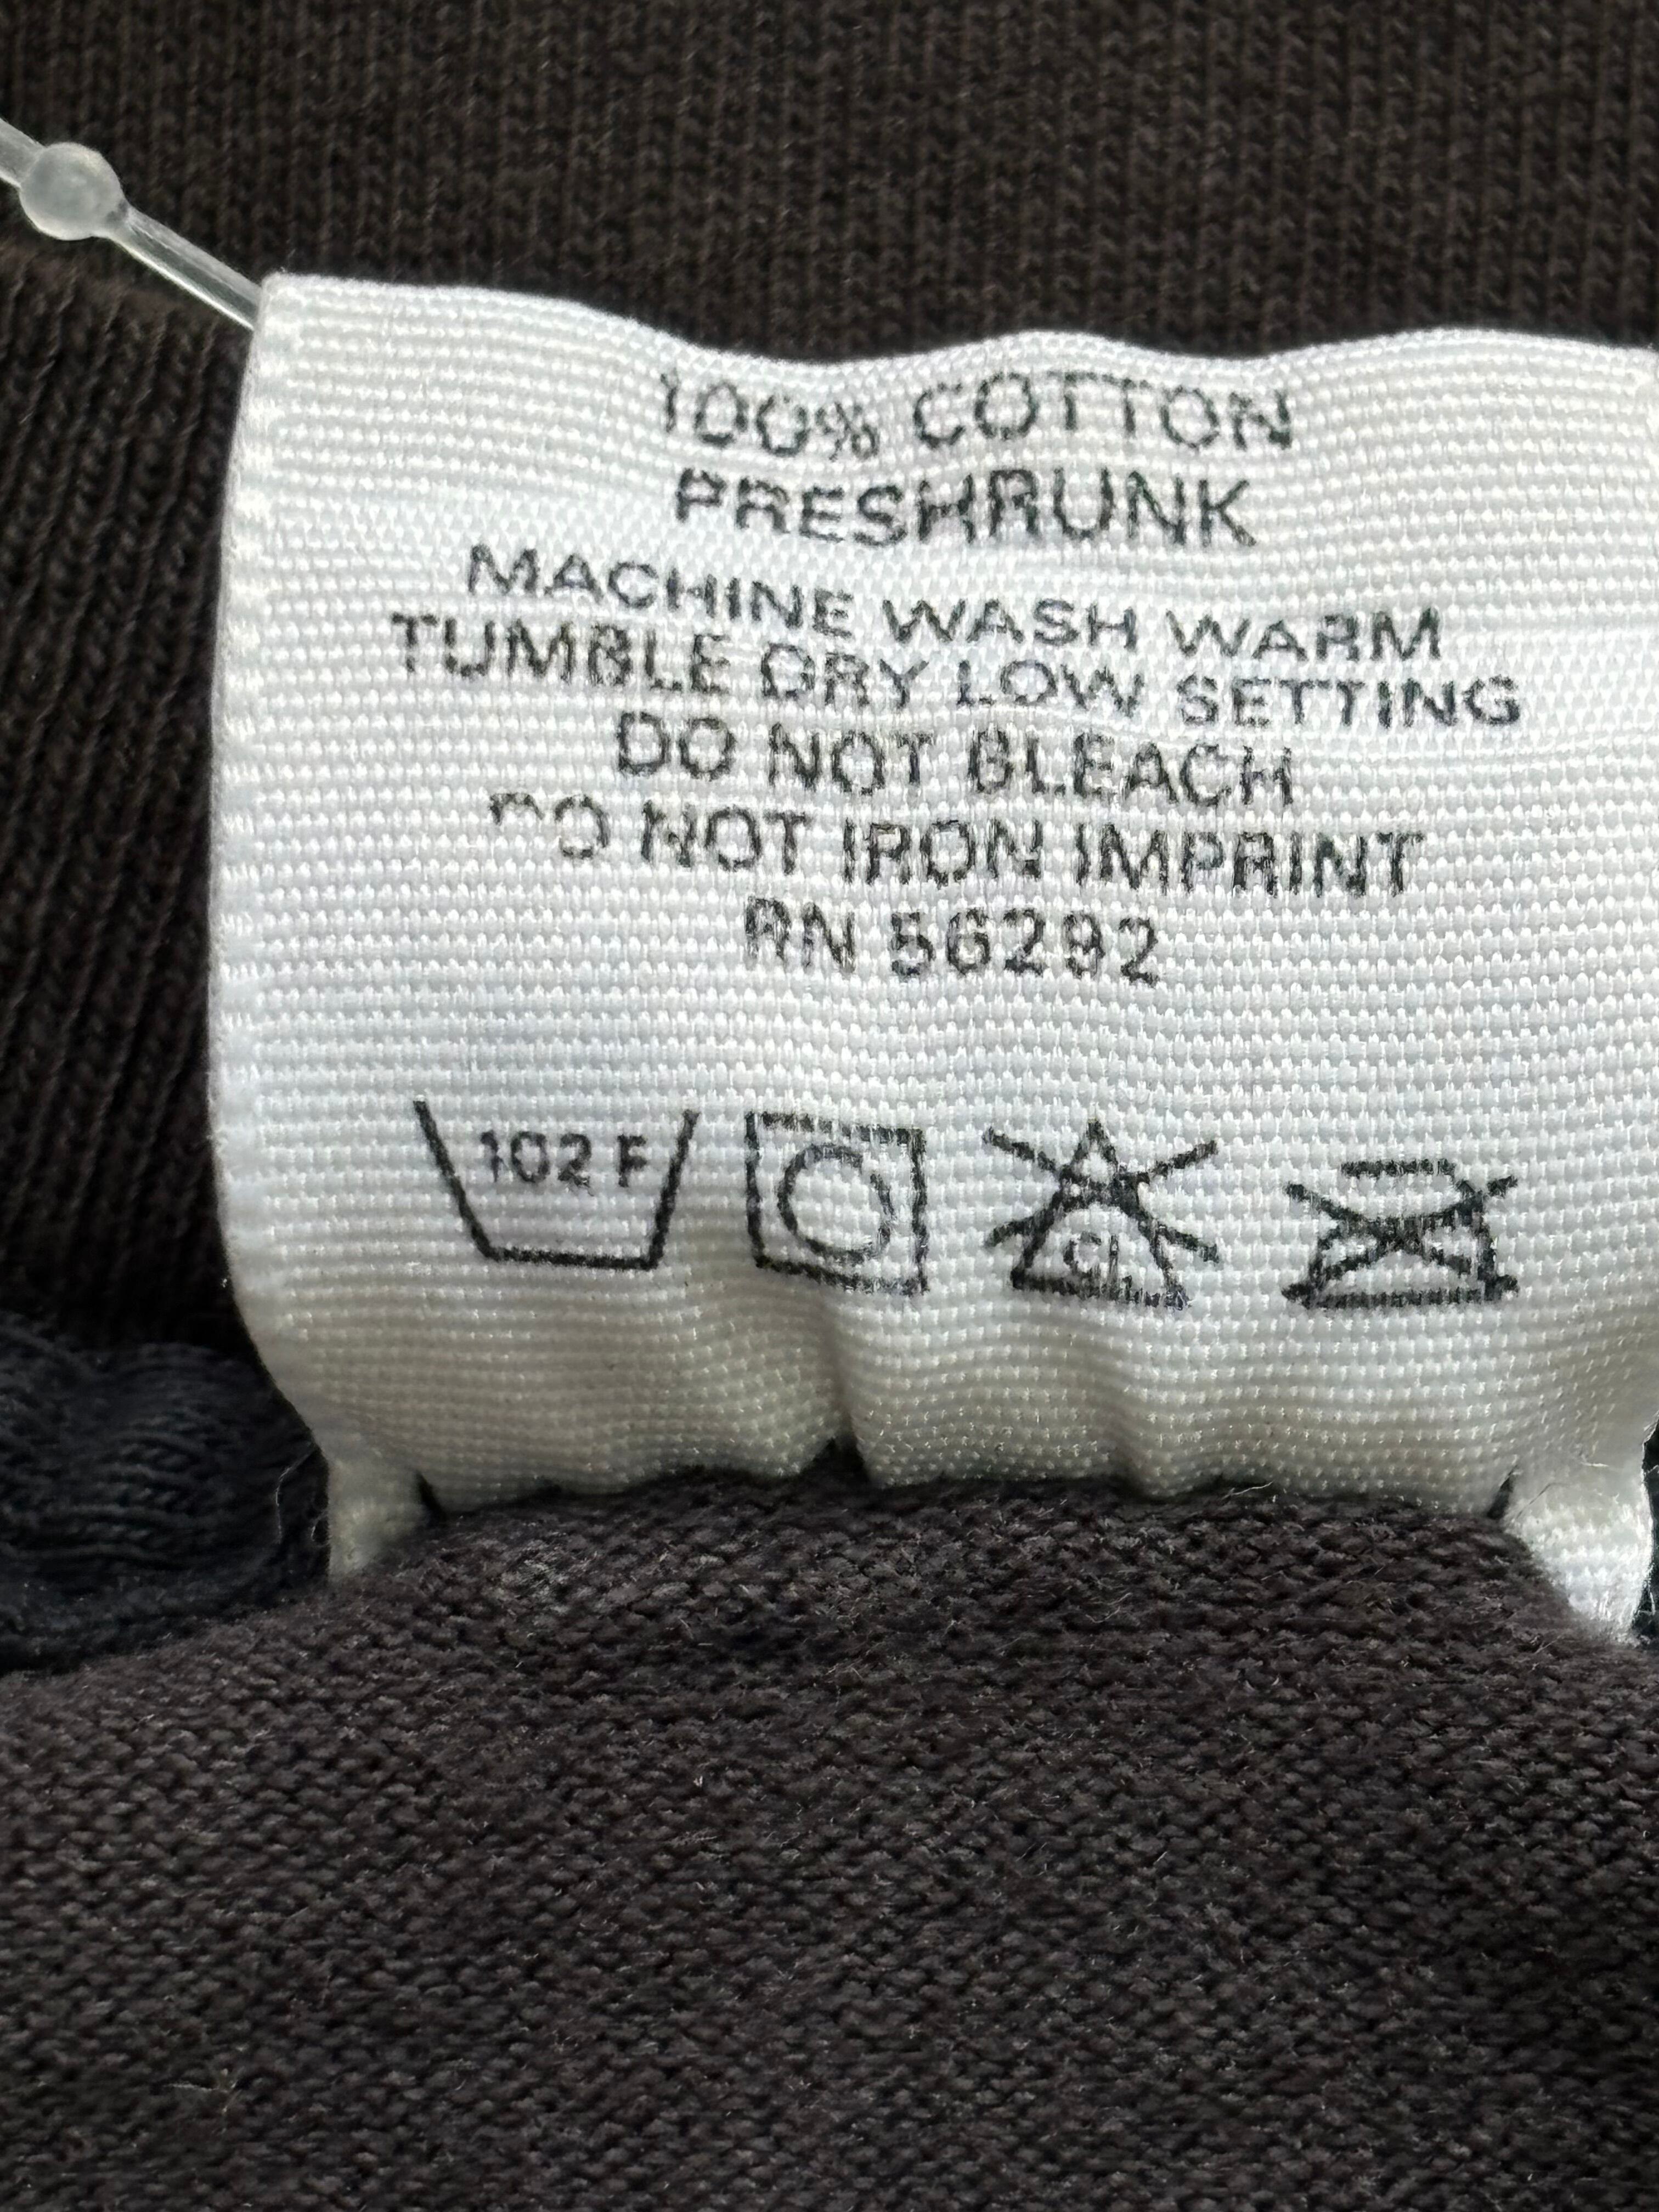 100% COTTON
PRESHRUNK
MACHINE WASH WARM
TUMBLE DRY LOW SETTING
DO NOT BLEACH
DO NOT IRON IMPRINT
RN 56292
102 F
CL